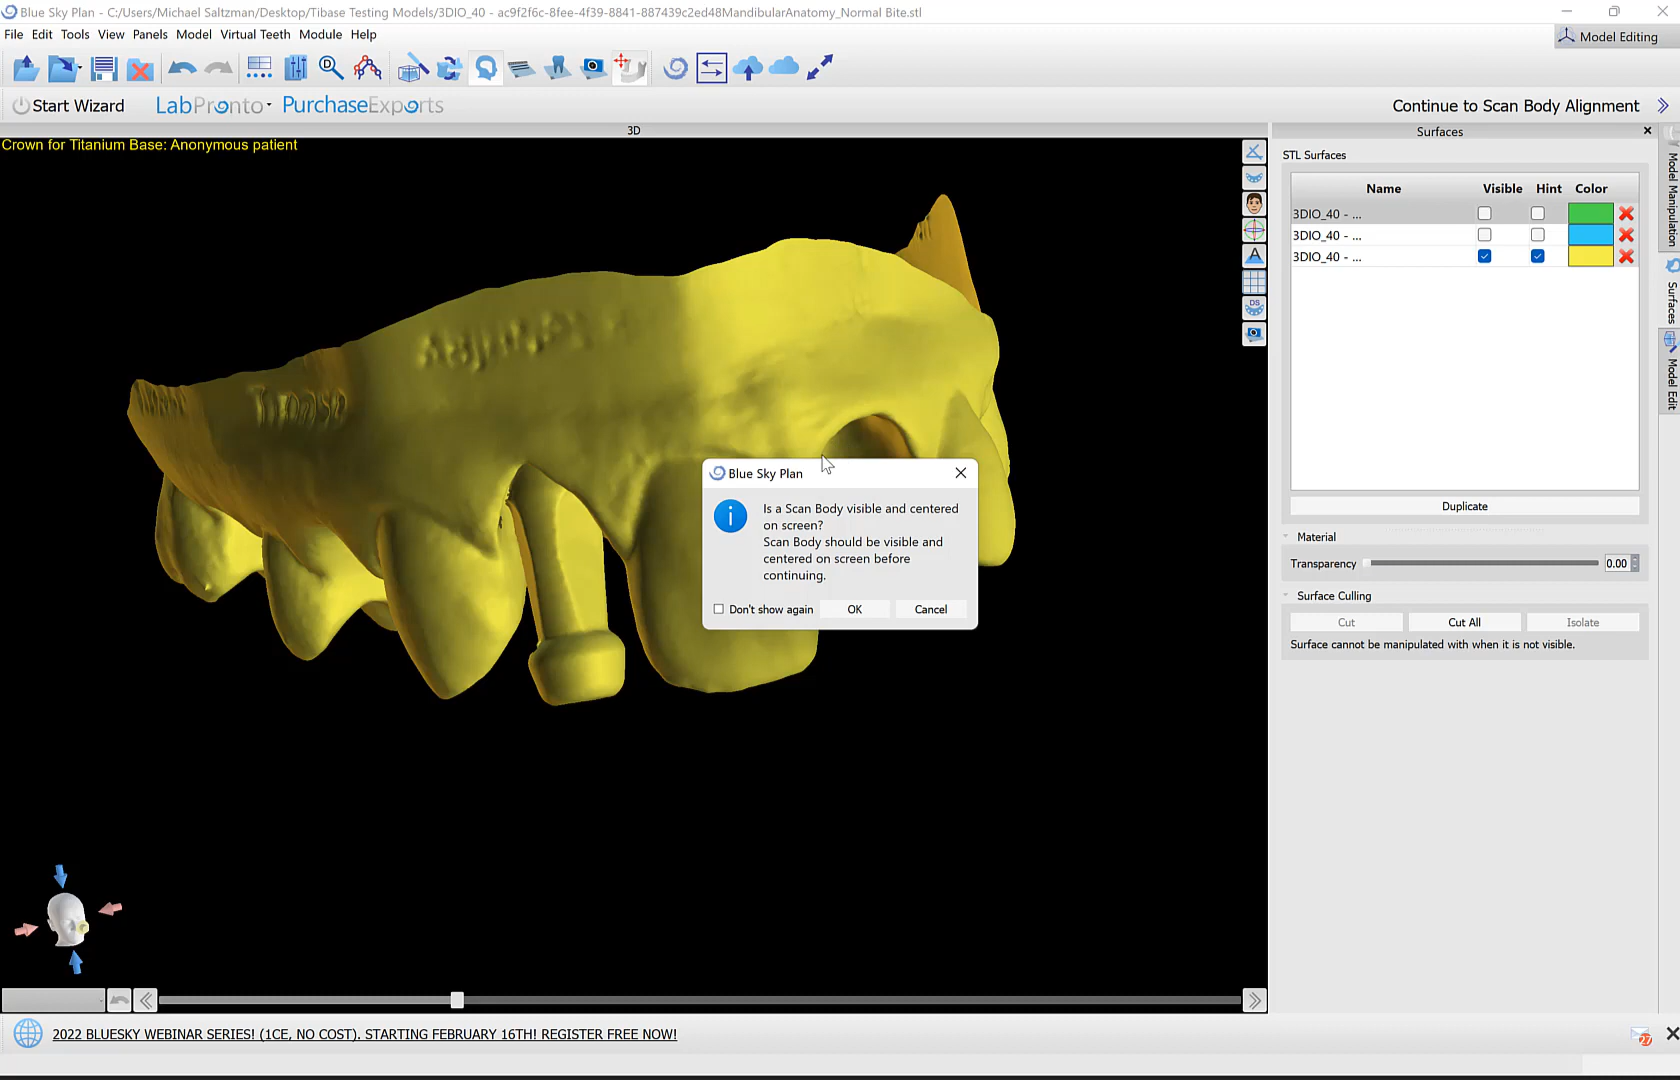 Blue Sky Plan - C:/Users/Michael Saltzman/Desktop/Tibase Testing Models/3DIO_40 - ac9f2f6c-8fee-4f39-8841-887439c2ed48MandibularAnatomy_Normal Bite.stl
File Edit Tools View Panels Model Virtual Teeth Module Help
Model Editing
Start Wizard LabPronto PurchaseExports Continue to Scan Body Alignment
3D
Crown for Titanium Base: Anonymous patient
Surfaces
STL Surfaces
Name Visible Hint Color
3DIO_40 - ...
3DIO_40 - ...
3DIO_40 - ...
Duplicate
Material
Transparency 0.00
Surface Culling
Cut Cut All Isolate
Surface cannot be manipulated with when it is not visible.
Model Manipulation
Surfaces
Model Edit
DS
Blue Sky Plan
Is a Scan Body visible and centered
on screen?
Scan Body should be visible and
centered on screen before
continuing.
Don't show again OK Cancel
2022 BLUESKY WEBINAR SERIES! (1CE, NO COST). STARTING FEBRUARY 16TH! REGISTER FREE NOW!
27